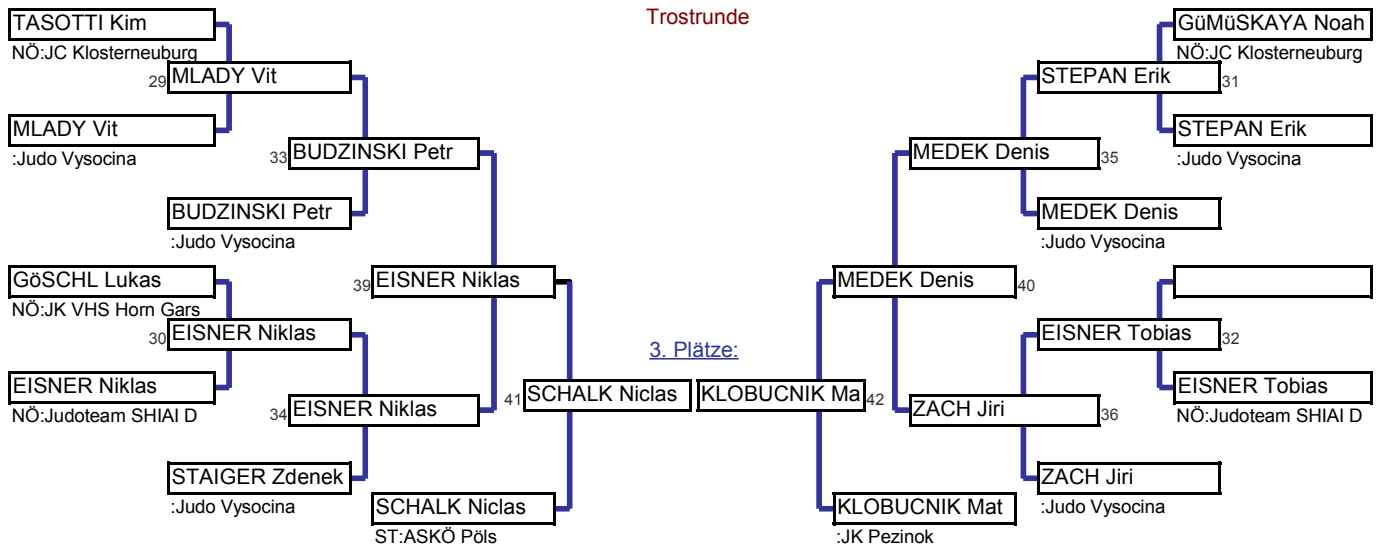 Trostrunde
TASOTTI Kim
NÖ:JC Klosterneuburg
29 MLADY Vit
MLADY Vit
:Judo Vysocina
33 BUDZINSKI Petr
BUDZINSKI Petr
:Judo Vysocina
GöSCHL Lukas
NÖ:JK VHS Horn Gars
39 EISNER Niklas
30 EISNER Niklas
EISNER Niklas
NÖ:Judoteam SHIAI D
34 EISNER Niklas
STAIGER Zdenek
:Judo Vysocina
3. Plätze:
41 SCHALK Niclas
SCHALK Niclas
ST:ASKÖ Pöls
KLOBUCNIK Ma 42
KLOBUCNIK Mat
:JK Pezinok
GüMüSKAYA Noah
NÖ:JC Klosterneuburg
STEPAN Erik 31
STEPAN Erik
:Judo Vysocina
MEDEK Denis 35
MEDEK Denis
:Judo Vysocina
MEDEK Denis 40
EISNER Tobias 32
EISNER Tobias
NÖ:Judoteam SHIAI D
ZACH Jiri 36
ZACH Jiri
:Judo Vysocina